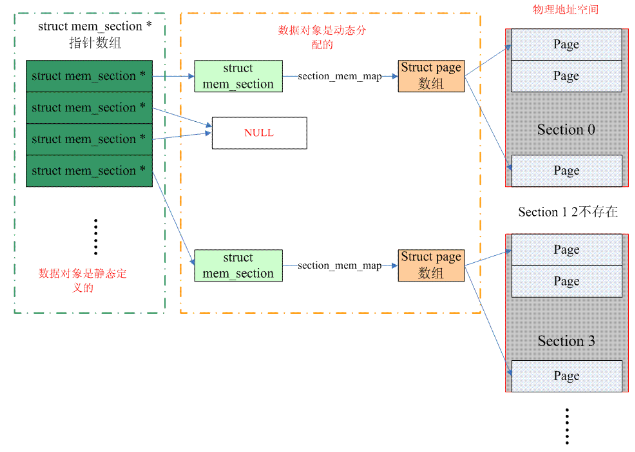 struct mem_section *
指针数组
struct mem_section *
struct mem_section *
struct mem_section *
struct mem_section *
数据对象是静态定
义的
数据对象是动态分
配的
struct
mem_section
section_mem_map
Struct page
数组
NULL
struct
mem_section
section_mem_map
Struct page
数组
物理地址空间
Page
Page
Section 0
Page
Section 1 2不存在
Page
Page
Section 3
Page